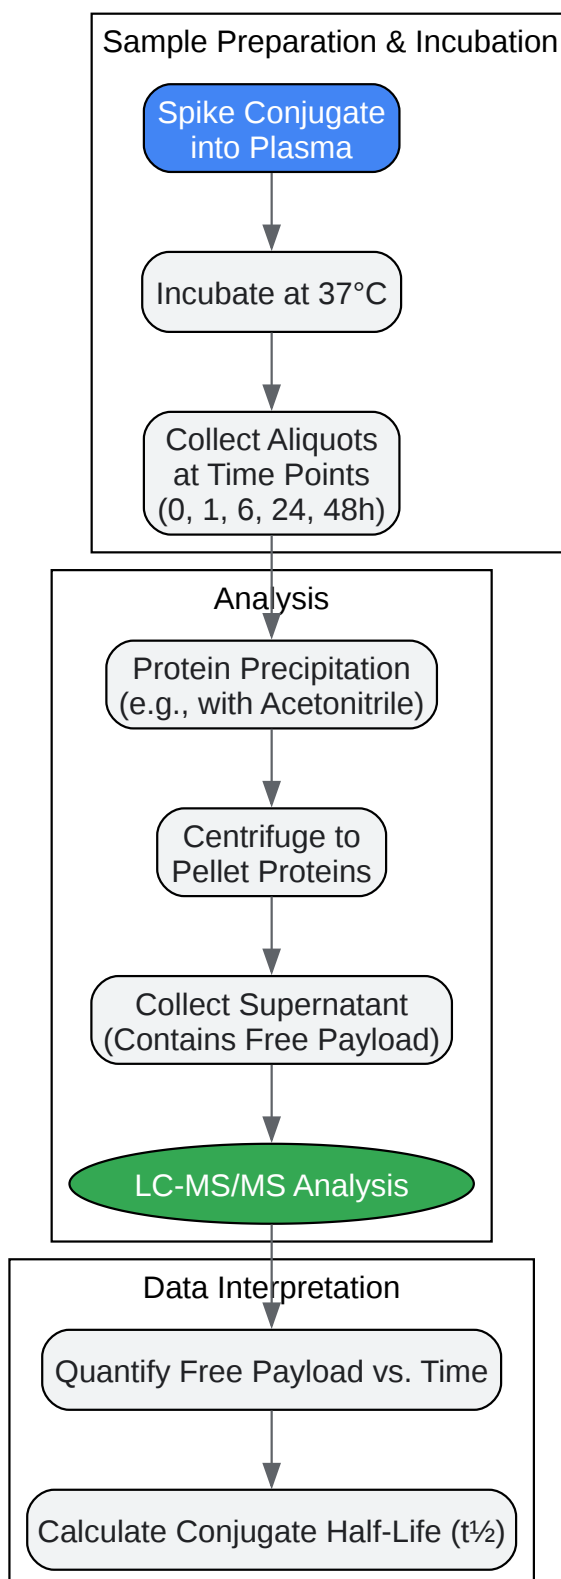 Sample Preparation & Incubation
Spike Conjugate
into Plasma
Incubate at 37°C
Collect Aliquots
at Time Points
(0, 1, 6, 24, 48h)
Analysis
Protein Precipitation
(e.g., with Acetonitrile)
Centrifuge to
Pellet Proteins
Collect Supernatant
(Contains Free Payload)
LC-MS/MS Analysis
Data Interpretation
Quantify Free Payload vs. Time
Calculate Conjugate Half-Life (t½)